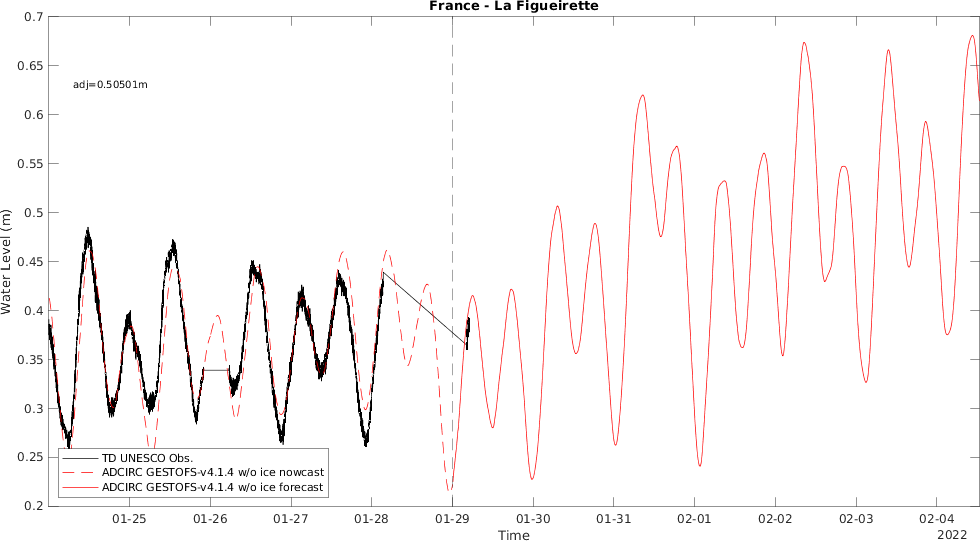 France - La Figueirette
0.7
0.65
0.6
0.55
0.5
0.45
0.4
0.35
0.3
0.25
0.2
Water Level (m)
adj=0.50501m
TD UNESCO Obs.
ADCIRC GESTOFS-v4.1.4 w/o ice nowcast
ADCIRC GESTOFS-v4.1.4 w/o ice forecast
01-25 01-26 01-27 01-28 01-29 01-30 01-31 02-01 02-02 02-03 02-04
Time
2022